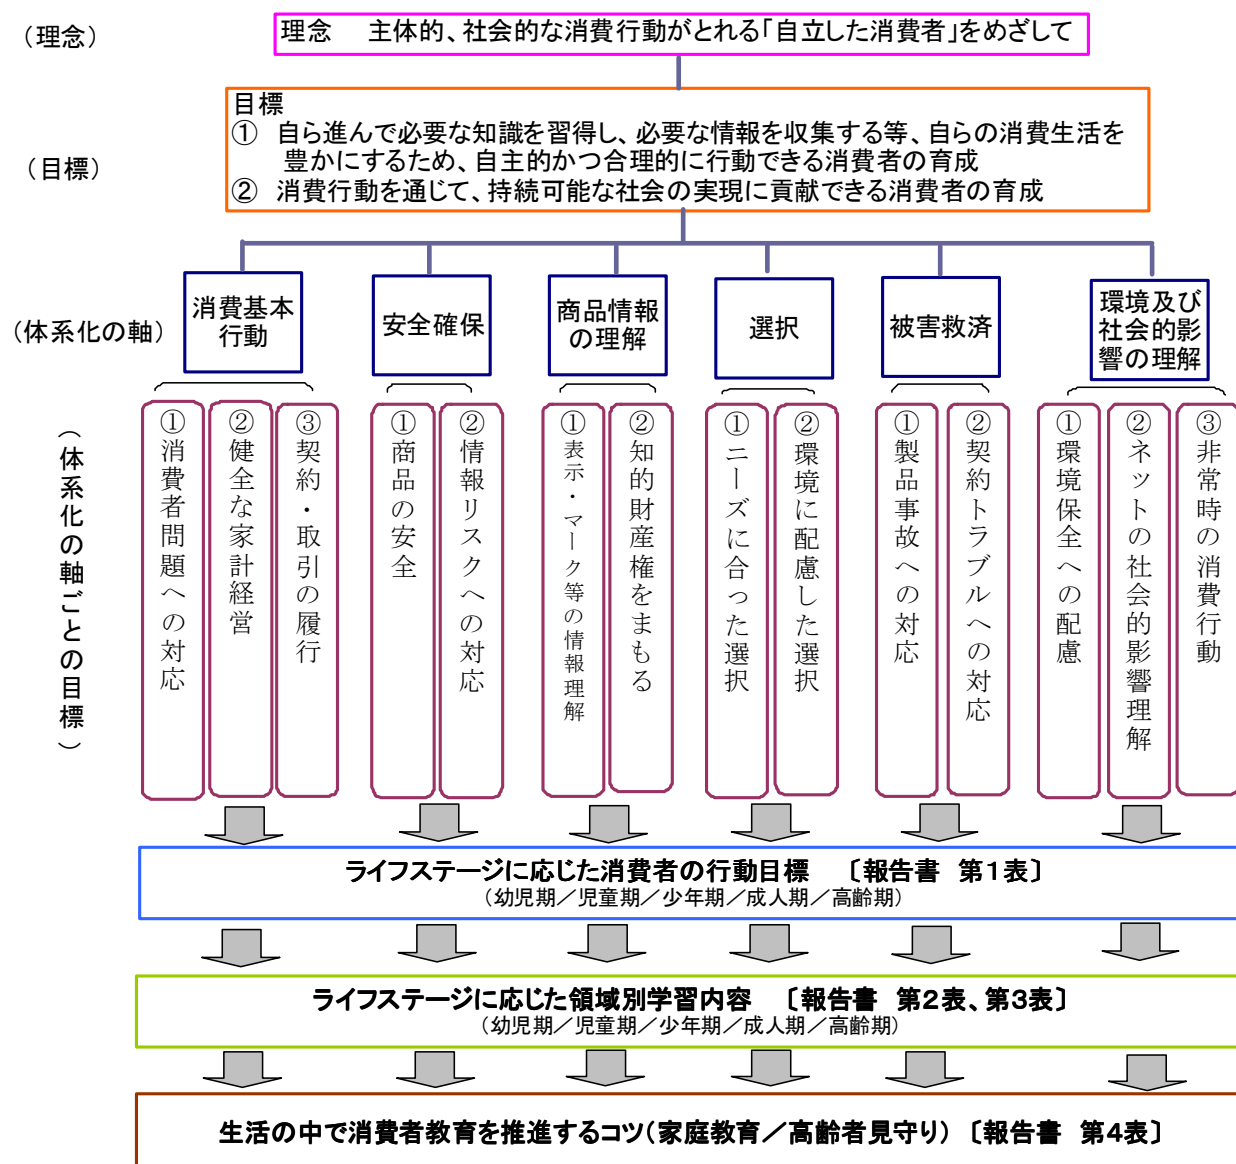 （理念）
理念　主体的、社会的な消費行動がとれる「自立した消費者」をめざして
（目標）
目標
①　自ら進んで必要な知識を習得し、必要な情報を収集する等、自らの消費生活を
豊かにするため、自主的かつ合理的に行動できる消費者の育成
②　消費行動を通じて、持続可能な社会の実現に貢献できる消費者の育成
（体系化の軸）
消費基本
行動
安全確保
商品情報
の理解
選択
被害救済
環境及び
社会的影
響の理解
（体系化の軸ごとの目標）
①消費者問題への対応
②健全な家計経営
③契約・取引の履行
①商品の安全
②情報リスクへの対応
①表示・マーク等の情報理解
②知的財産権をまもる
①ニーズに合った選択
②環境に配慮した選択
①製品事故への対応
②契約トラブルへの対応
①環境保全への配慮
②ネットの社会的影響理解
③非常時の消費行動
ライフステージに応じた消費者の行動目標　〔報告書　第１表〕
（幼児期／児童期／少年期／成人期／高齢期）
ライフステージに応じた領域別学習内容　〔報告書　第２表、第３表〕
（幼児期／児童期／少年期／成人期／高齢期）
生活の中で消費者教育を推進するコツ（家庭教育／高齢者見守り）〔報告書　第４表〕